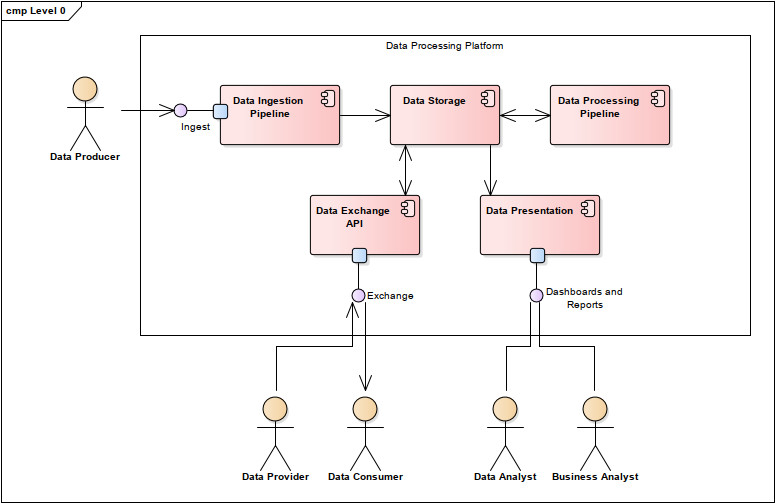 cmp Level 0
Data Processing Platform
Data Ingestion
Pipeline
Data Storage
Data Processing
Pipeline
Ingest
Data Producer
Data Exchange
API
Data Presentation
Exchange
Dashboards and
Reports
Data Provider
Data Consumer
Data Analyst
Business Analyst